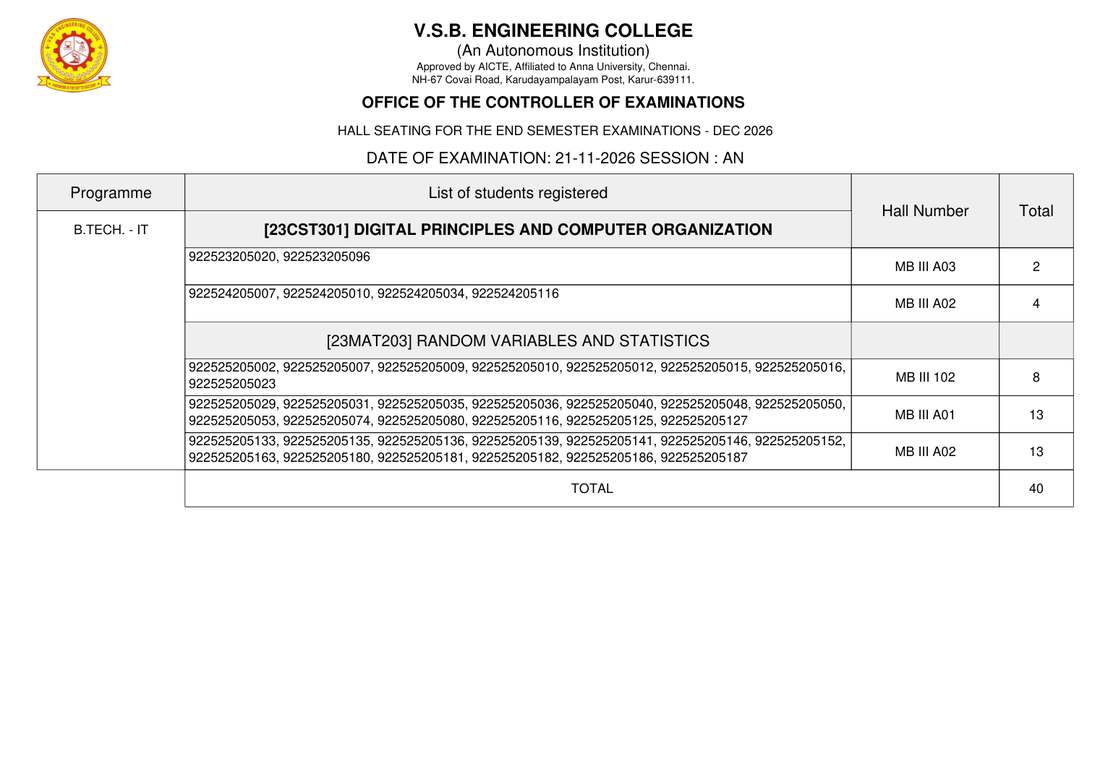 V.S.B. ENGINEERING COLLEGE
(An Autonomous Institution)
Approved by AICTE, Affiliated to Anna University, Chennai.
NH-67 Covai Road, Karudayampalayam Post, Karur-639111.
OFFICE OF THE CONTROLLER OF EXAMINATIONS
HALL SEATING FOR THE END SEMESTER EXAMINATIONS - DEC 2026
DATE OF EXAMINATION: 21-11-2026 SESSION : AN
Programme List of students registered Hall Number Total
B.TECH. - IT [23CST301] DIGITAL PRINCIPLES AND COMPUTER ORGANIZATION
922523205020, 922523205096 MB III A03 2
922524205007, 922524205010, 922524205034, 922524205116 MB III A02 4
[23MAT203] RANDOM VARIABLES AND STATISTICS
922525205002, 922525205007, 922525205009, 922525205010, 922525205012, 922525205015, 922525205016,
922525205023 MB III 102 8
922525205029, 922525205031, 922525205035, 922525205036, 922525205040, 922525205048, 922525205050,
922525205053, 922525205074, 922525205080, 922525205116, 922525205125, 922525205127 MB III A01 13
922525205133, 922525205135, 922525205136, 922525205139, 922525205141, 922525205146, 922525205152,
922525205163, 922525205180, 922525205181, 922525205182, 922525205186, 922525205187 MB III A02 13
TOTAL 40